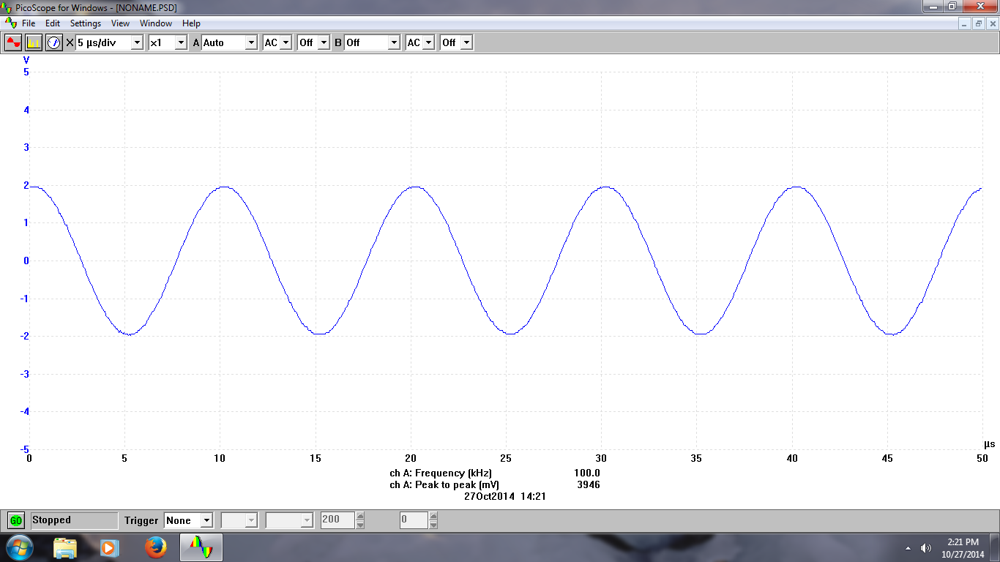 PicoScope for Windows - [NONAME.PSD]
File Edit Settings View Window Help
X 5 µs/div x1 A Auto AC Off B Off AC Off
V
5
4
3
2
1
0
-1
-2
-3
-4
-5
µs
0 5 10 15 20 25 30 35 40 45 50
ch A: Frequency (kHz) 100.0
ch A: Peak to peak (mV) 3946
27Oct2014 14:21
GO Stopped Trigger None 200 0
2:21 PM
10/27/2014